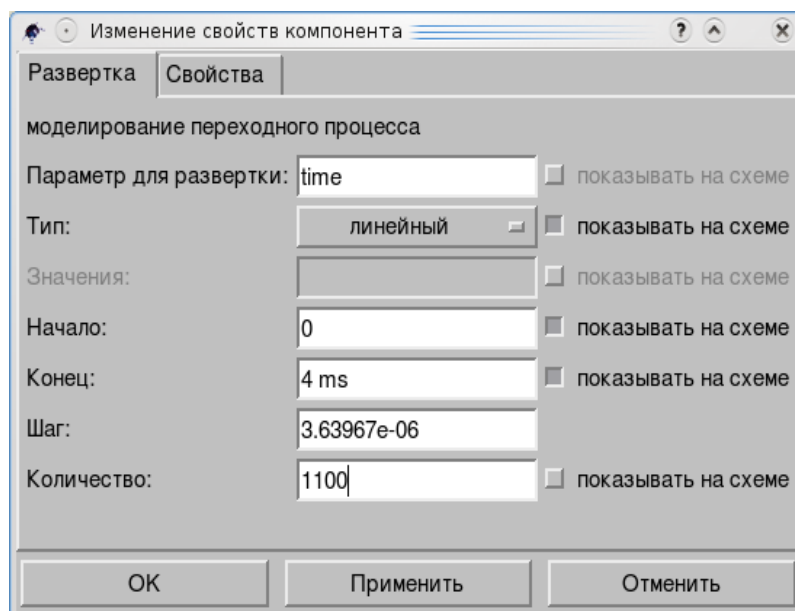 Изменение свойств компонента
Развертка Свойства
моделирование переходного процесса
Параметр для развертки: time показывать на схеме
Тип: линейный показывать на схеме
Значения: показывать на схеме
Начало: 0 показывать на схеме
Конец: 4 ms показывать на схеме
Шаг: 3.63967e-06
Количество: 1100 показывать на схеме
OK Применить Отменить